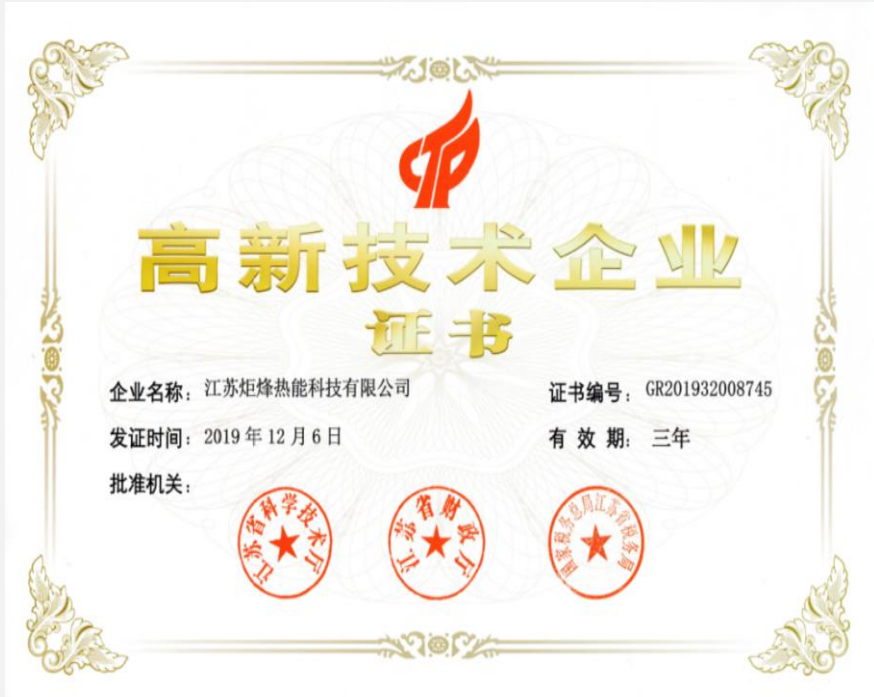 CTP
高新技术企业
证书
企业名称：江苏炬烽热能科技有限公司
证书编号：GR201932008745
发证时间：2019年12月6日
有效期：三年
批准机关：
江苏省科学技术厅
江苏省财政厅
国家税务总局江苏省税务局